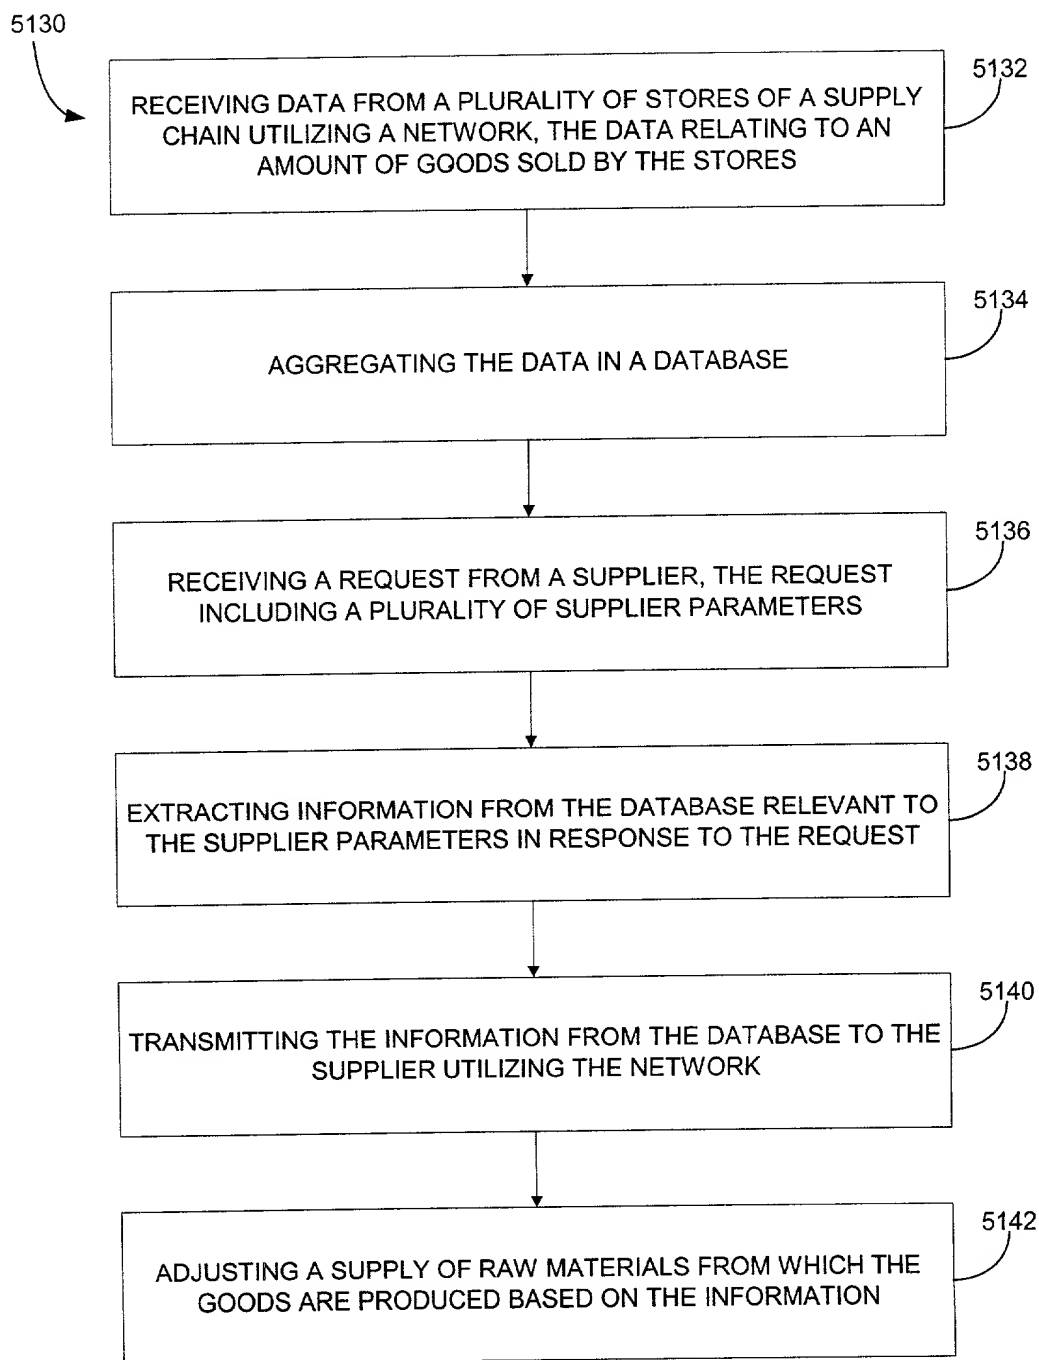 5130
5132
RECEIVING DATA FROM A PLURALITY OF STORES OF A SUPPLY
CHAIN UTILIZING A NETWORK, THE DATA RELATING TO AN
AMOUNT OF GOODS SOLD BY THE STORES
5134
AGGREGATING THE DATA IN A DATABASE
5136
RECEIVING A REQUEST FROM A SUPPLIER, THE REQUEST
INCLUDING A PLURALITY OF SUPPLIER PARAMETERS
5138
EXTRACTING INFORMATION FROM THE DATABASE RELEVANT TO
THE SUPPLIER PARAMETERS IN RESPONSE TO THE REQUEST
5140
TRANSMITTING THE INFORMATION FROM THE DATABASE TO THE
SUPPLIER UTILIZING THE NETWORK
5142
ADJUSTING A SUPPLY OF RAW MATERIALS FROM WHICH THE
GOODS ARE PRODUCED BASED ON THE INFORMATION